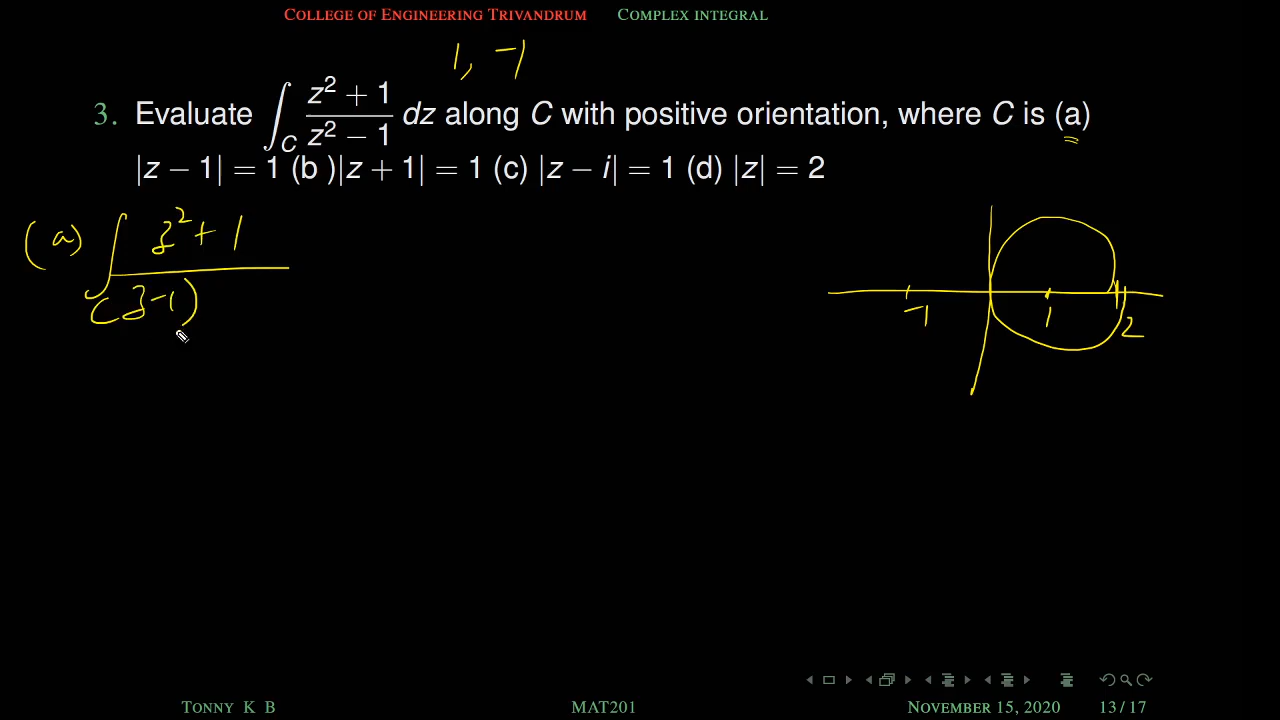 COLLEGE OF ENGINEERING TRIVANDRUM COMPLEX INTEGRAL
1, -1
3. Evaluate ∫_C (z² + 1)/(z² − 1) dz along C with positive orientation, where C is (a)
|z − 1| = 1 (b )|z + 1| = 1 (c) |z − i| = 1 (d) |z| = 2
(a) ∫ z² + 1
(z-1)
-1 1 2
TONNY K B MAT201 NOVEMBER 15, 2020 13 / 17